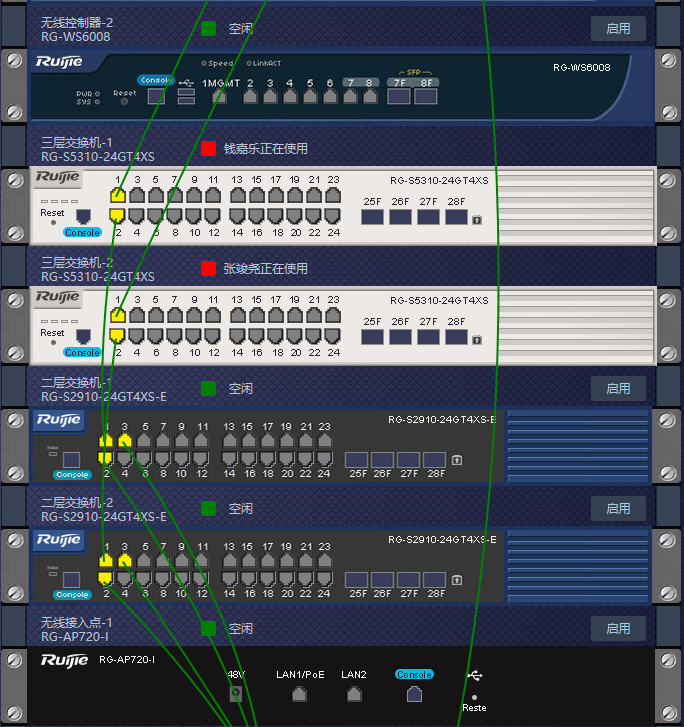 无线控制器-2
RG-WS6008
空闲
启用
Ruijie
Speed LinkACT
Console
SFP
RG-WS6008
1MGMT 2 3 4 5 6 7 8 7F 8F
PWR
SYS
Reset
三层交换机-1
RG-S5310-24GT4XS
钱嘉乐正在使用
Ruijie
1 3 5 7 9 11 13 15 17 19 21 23
RG-S5310-24GT4XS
25F 26F 27F 28F
Reset
Console
2 4 6 8 10 12 14 16 18 20 22 24
三层交换机-2
RG-S5310-24GT4XS
张竣尧正在使用
Ruijie
1 3 5 7 9 11 13 15 17 19 21 23
RG-S5310-24GT4XS
25F 26F 27F 28F
Reset
Console
2 4 6 8 10 12 14 16 18 20 22 24
二层交换机-1
RG-S2910-24GT4XS-E
空闲
启用
Ruijie
RG-S2910-24GT4XS-E
1 3 5 7 9 11 13 15 17 19 21 23
Console
2 4 6 8 10 12 14 16 18 20 22 24
25F 26F 27F 28F
二层交换机-2
RG-S2910-24GT4XS-E
空闲
启用
Ruijie
RG-S2910-24GT4XS-E
1 3 5 7 9 11 13 15 17 19 21 23
Console
2 4 6 8 10 12 14 16 18 20 22 24
25F 26F 27F 28F
无线接入点-1
RG-AP720-I
空闲
启用
Ruijie
RG-AP720-I
48V
LAN1/PoE
LAN2
Console
Reste